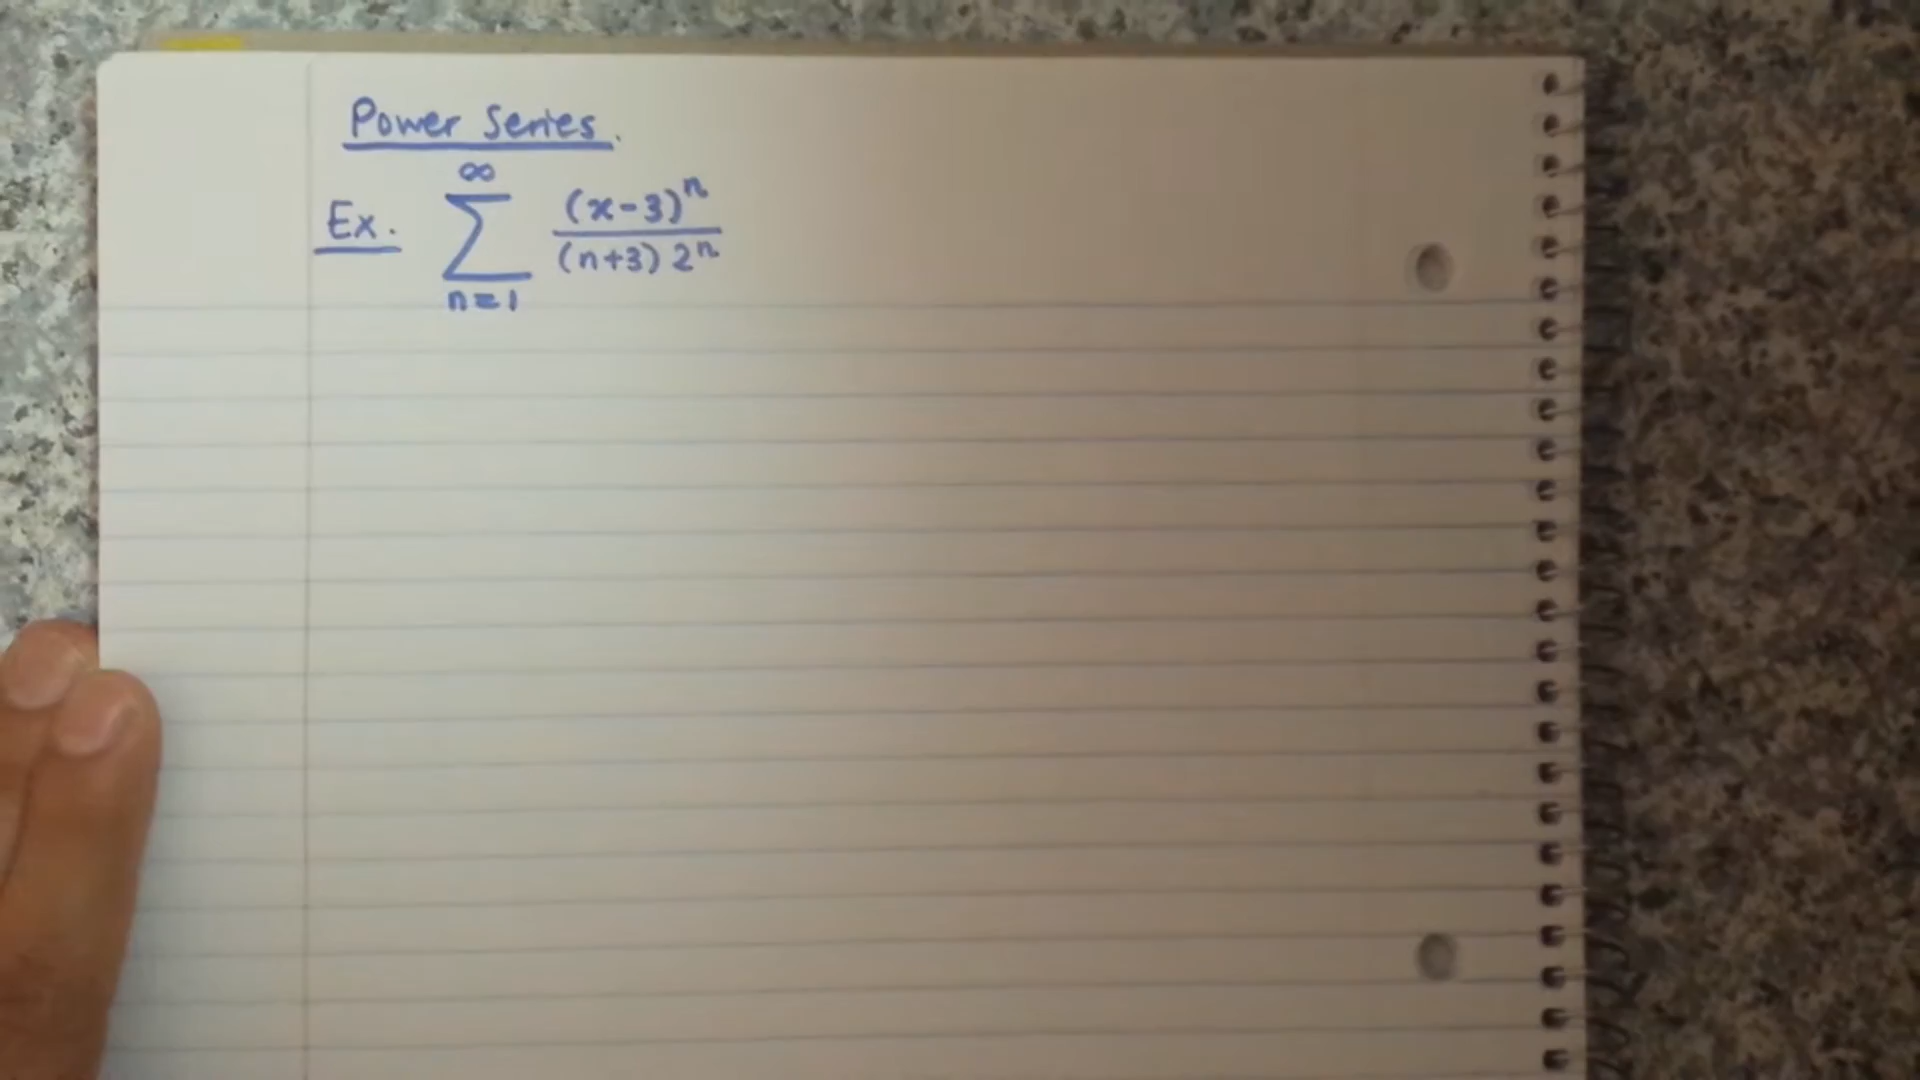 Power Series.
Ex. ∞∑n=1 (x-3)^n / (n+3) 2^n